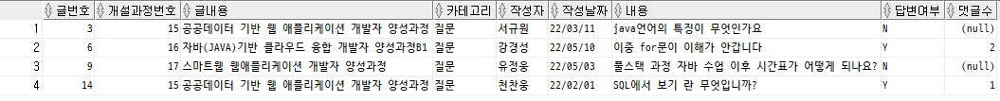 글번호 개설과정번호 글내용 카테고리 작성자 작성날짜 내용 답변여부 댓글수
1 3 15 공공데이터 기반 웹 애플리케이션 개발자 양성과정 질문 서규원 22/03/11 java언어의 특징이 무엇인가요 N (null)
2 6 16 자바(JAVA)기반 클라우드 융합 개발자 양성과정B1 질문 강경성 22/05/10 이중 for문이 이해가 안갑니다 Y 2
3 9 17 스마트웹 웹애플리케이션 개발자 양성과정 질문 유정웅 22/05/03 풀스택 과정 자바 수업 이후 시간표가 어떻게 되나요? N (null)
4 14 15 공공데이터 기반 웹 애플리케이션 개발자 양성과정 질문 현찬웅 22/02/01 SQL에서 보기 란 무엇입니까? Y 1